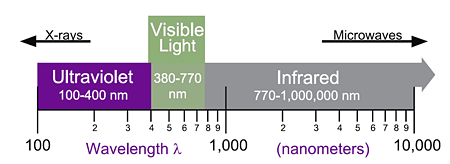 Visible
Light
X-rays
Microwaves
Ultraviolet
100-400 nm
380-770
nm
Infrared
770-1,000,000 nm
2 3 4 5 6 7 8 9 2 3 4 5 6 7 8 9
100 1,000 10,000
Wavelength λ (nanometers)